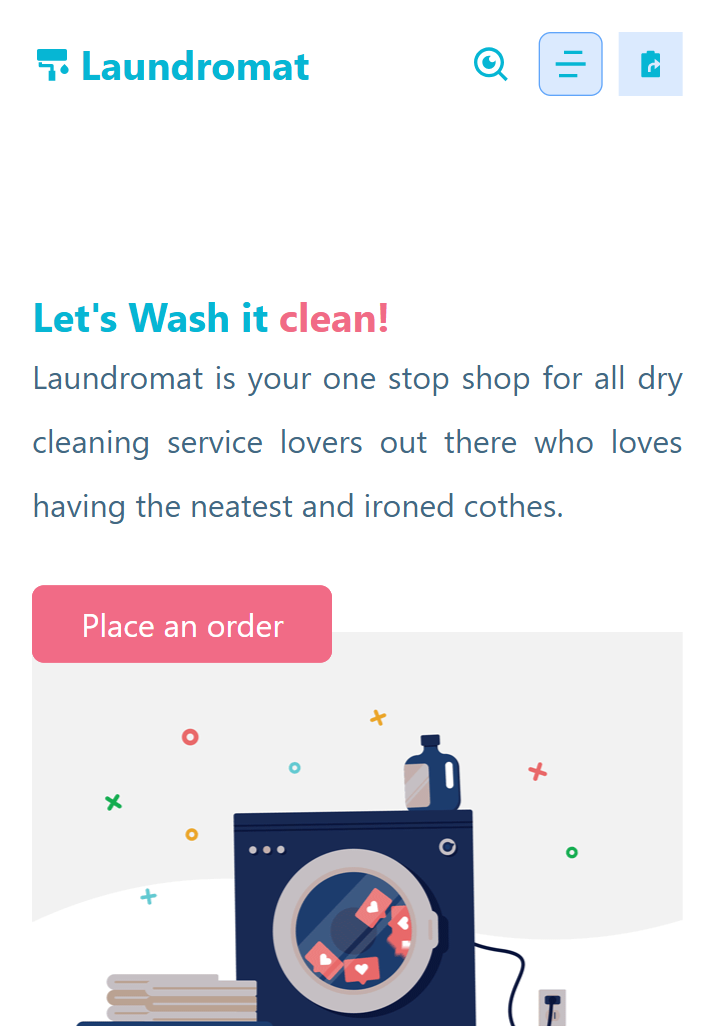 Laundromat
Let's Wash it clean!
Laundromat is your one stop shop for all dry
cleaning service lovers out there who loves
having the neatest and ironed cothes.
Place an order